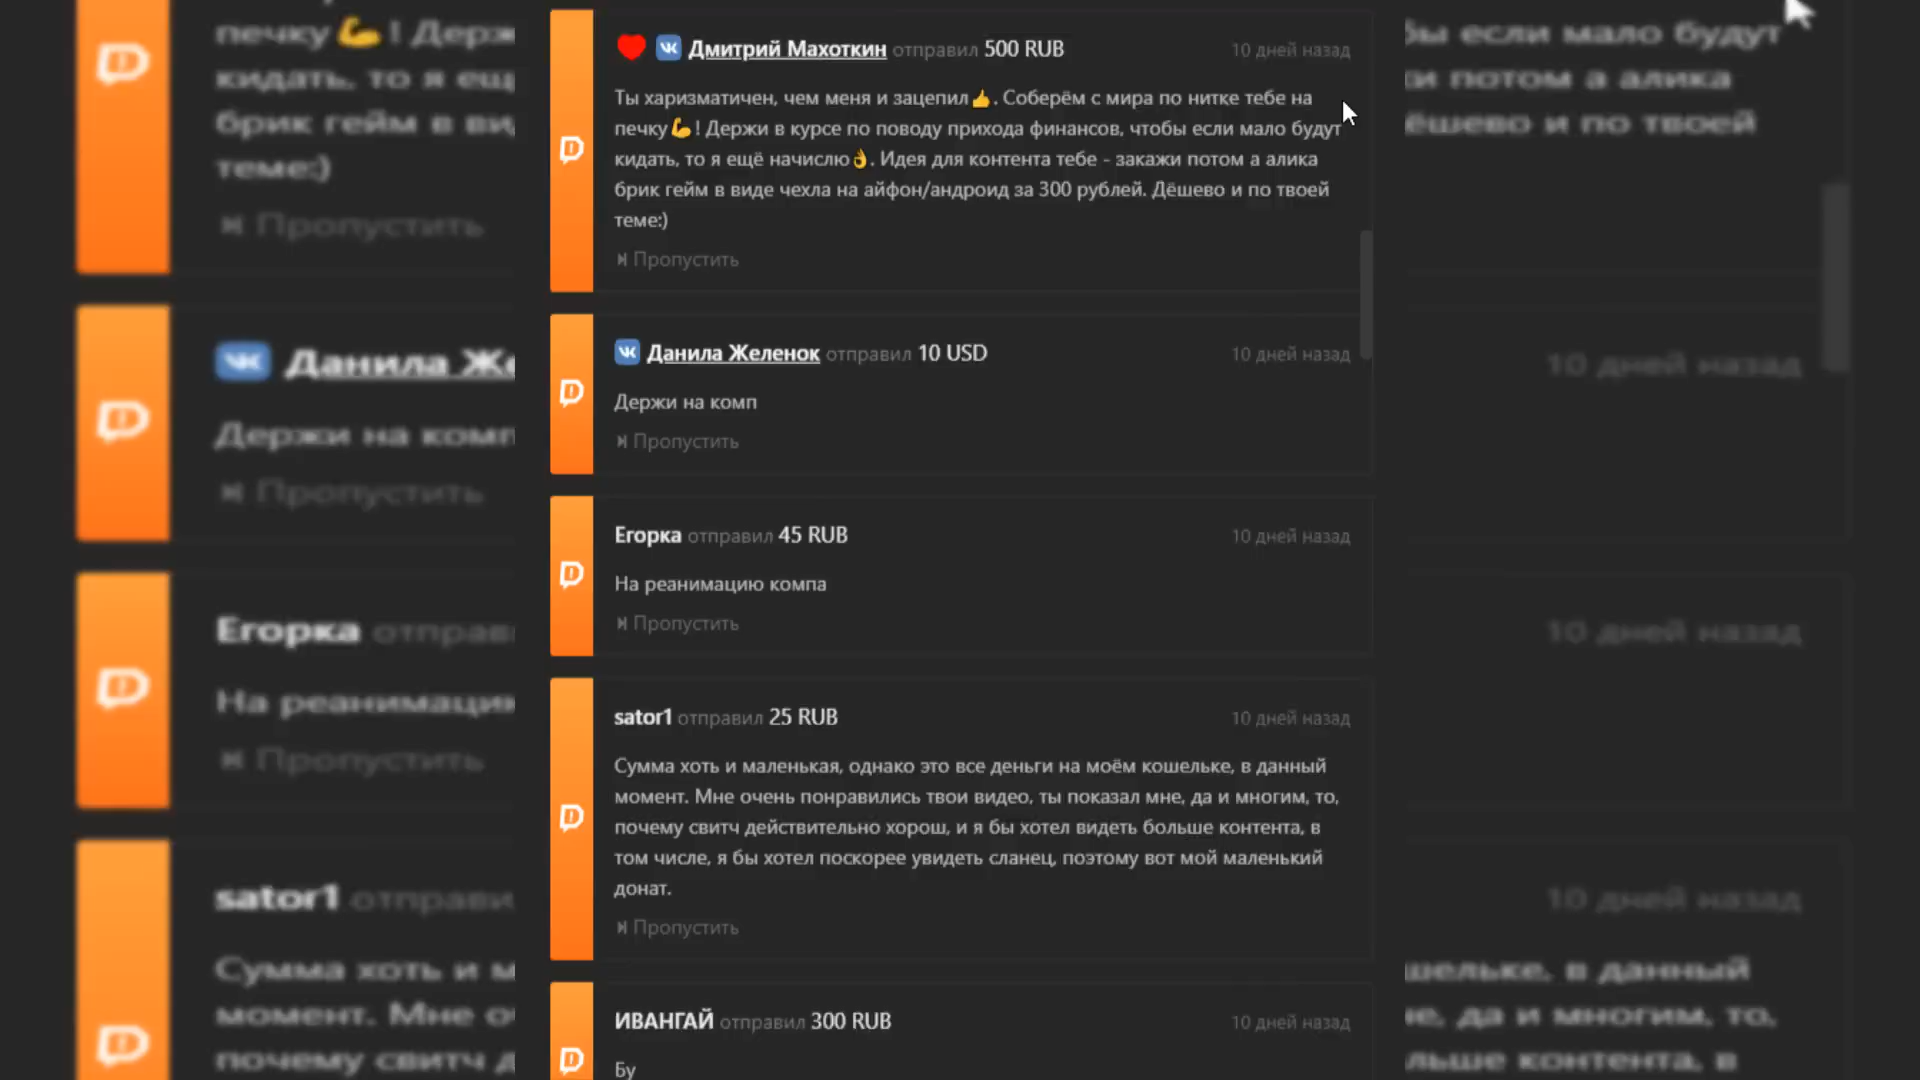 Дмитрий Махоткин отправил 500 RUB 10 дней назад
Ты харизматичен, чем меня и зацепил👍. Соберём с мира по нитке тебе на
печку💪! Держи в курсе по поводу прихода финансов, чтобы если мало будут
кидать, то я ещё начислю👌. Идея для контента тебе - закажи потом а алика
брик гейм в виде чехла на айфон/андроид за 300 рублей. Дёшево и по твоей
теме:)
Пропустить
Данила Желенок отправил 10 USD 10 дней назад
Держи на комп
Пропустить
Егорка отправил 45 RUB 10 дней назад
На реанимацию компа
Пропустить
sator1 отправил 25 RUB 10 дней назад
Сумма хоть и маленькая, однако это все деньги на моём кошельке, в данный
момент. Мне очень понравились твои видео, ты показал мне, да и многим, то,
почему свитч действительно хорош, и я бы хотел видеть больше контента, в
том числе, я бы хотел поскорее увидеть сланец, поэтому вот мой маленький
донат.
Пропустить
ИВАНГАЙ отправил 300 RUB 10 дней назад
Бу